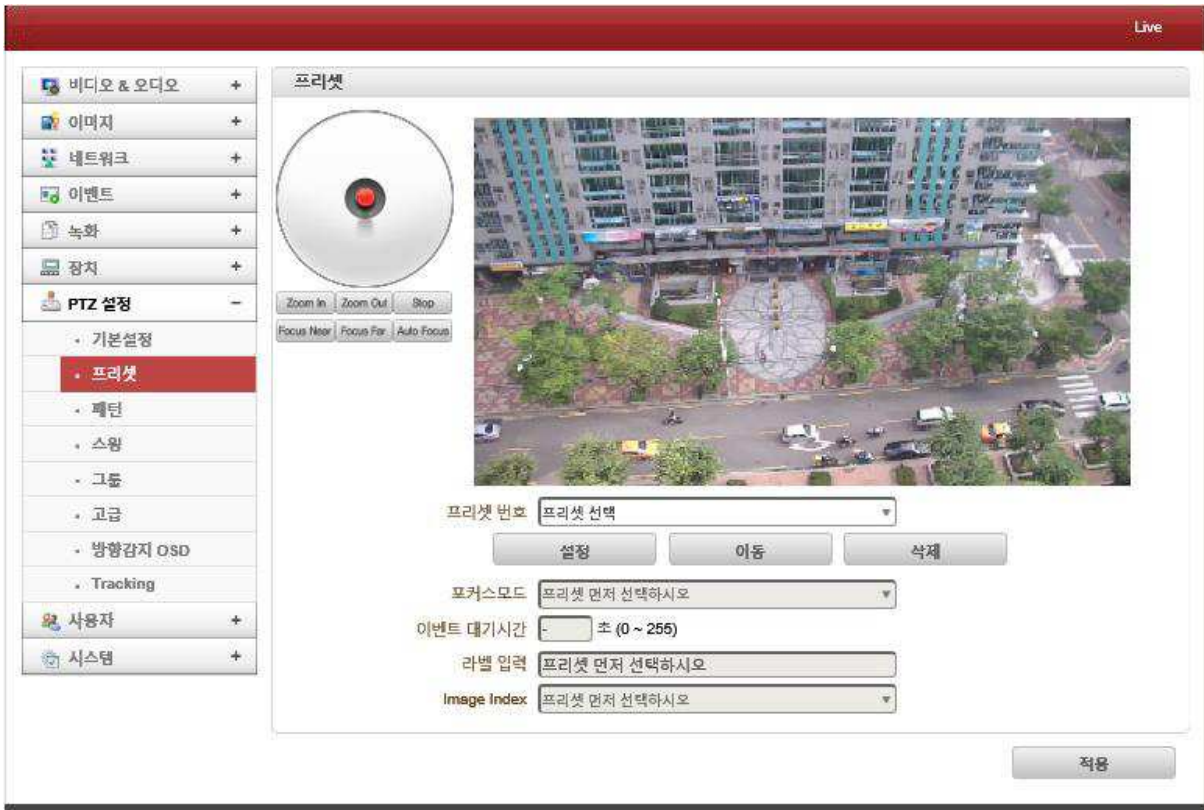 Live
비디오 & 오디오 +
이미지 +
네트워크 +
이벤트 +
녹화 +
장치 +
PTZ 설정 -
· 기본설정
· 프리셋
· 패턴
· 스윙
· 그룹
· 고급
· 방향감지 OSD
· Tracking
사용자 +
시스템 +
프리셋
Zoom In Zoom Out Stop
Focus Near Focus Far Auto Focus
프리셋 번호 프리셋 선택
설정 이동 삭제
포커스모드 프리셋 먼저 선택하시오
이벤트 대기시간 - 초 (0 ~ 255)
라벨 입력 프리셋 먼저 선택하시오
Image Index 프리셋 먼저 선택하시오
적용